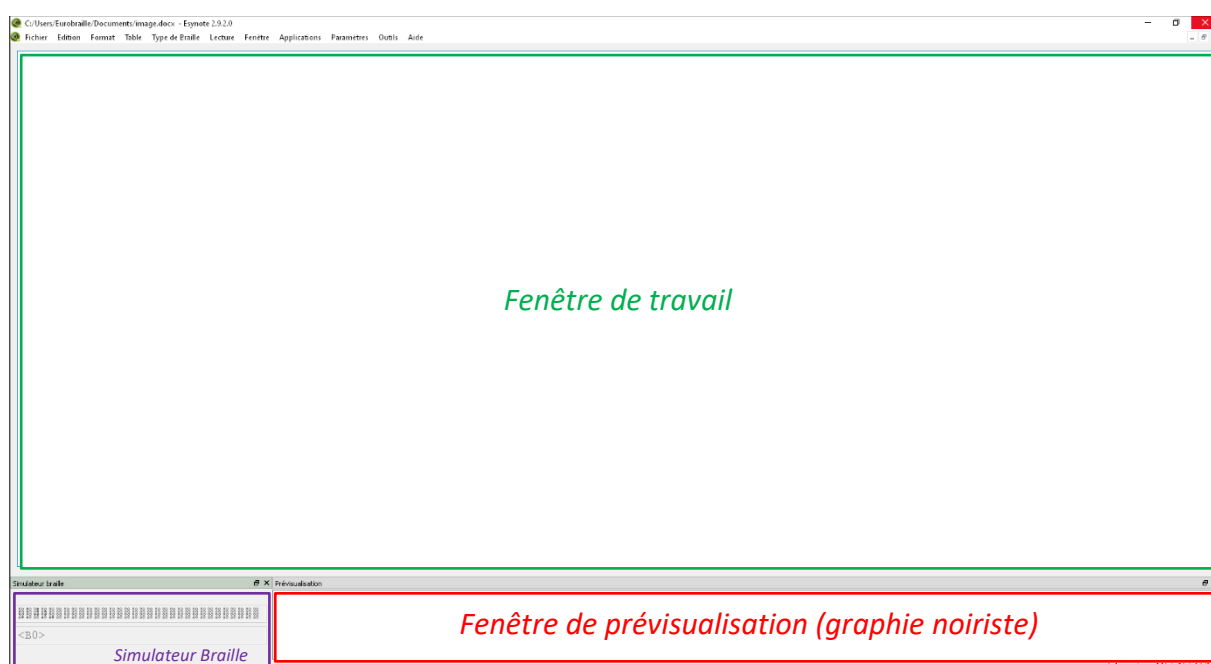 C:/Users/Eurobraille/Documents/image.docx - Esynote 2.9.2.0
Fichier Edition Format Table Type de Braille Lecture Fenêtre Applications Paramètres Outils Aide
Fenêtre de travail
Simulateur braille
Prévisualisation
Fenêtre de prévisualisation (graphie noiriste)
<B0>
Simulateur Braille